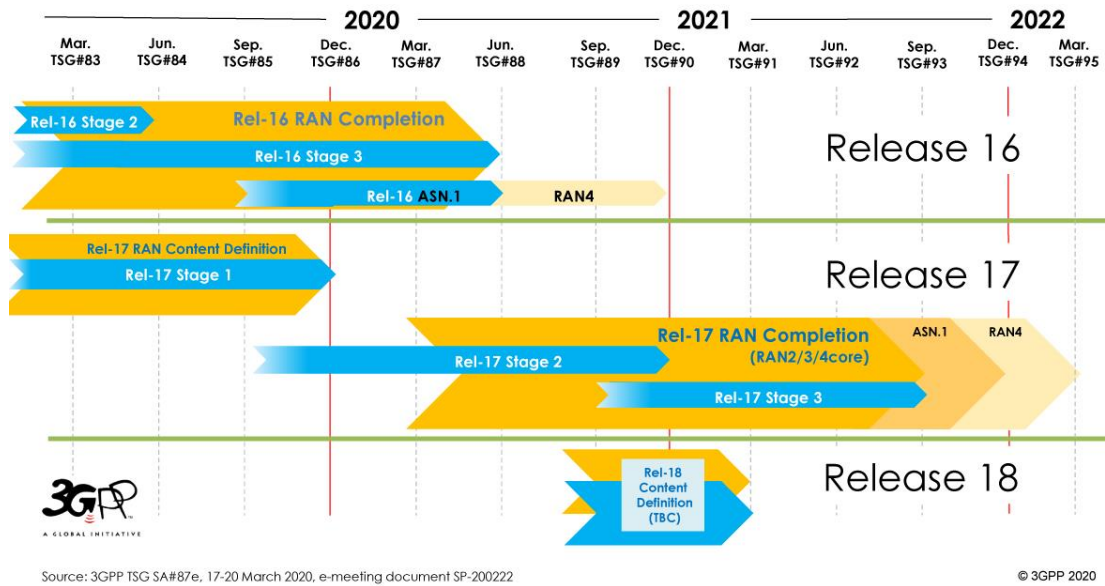 2020 2021 2022
Mar. Jun. Sep. Dec. Mar. Jun. Sep. Dec. Mar. Jun. Sep. Dec. Mar.
TSG#83 TSG#84 TSG#85 TSG#86 TSG#87 TSG#88 TSG#89 TSG#90 TSG#91 TSG#92 TSG#93 TSG#94 TSG#95
Rel-16 RAN Completion
Rel-16 Stage 2
Rel-16 Stage 3
Release 16
Rel-16 ASN.1
RAN4
Rel-17 RAN Content Definition
Rel-17 Stage 1
Release 17
Rel-17 RAN Completion
(RAN2/3/4core)
ASN.1
RAN4
Rel-17 Stage 2
Rel-17 Stage 3
Rel-18
Content
Definition
(TBC)
Release 18
3GPP
TM
A GLOBAL INITIATIVE
Source: 3GPP TSG SA#87e, 17-20 March 2020, e-meeting document SP-200222
© 3GPP 2020